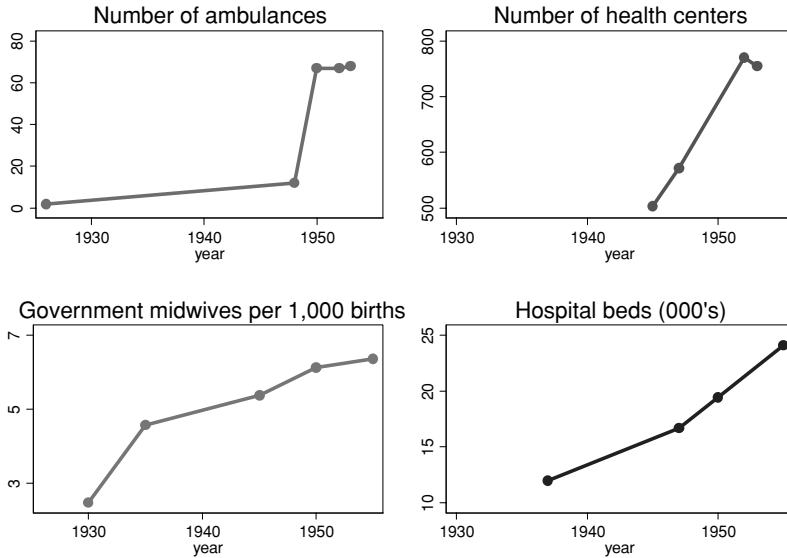 Number of ambulances
80
60
40
20
0
1930 1940 1950
year
Number of health centers
800
700
600
500
1930 1940 1950
year
Government midwives per 1,000 births
7
5
3
1930 1940 1950
year
Hospital beds (000's)
25
20
15
10
1930 1940 1950
year